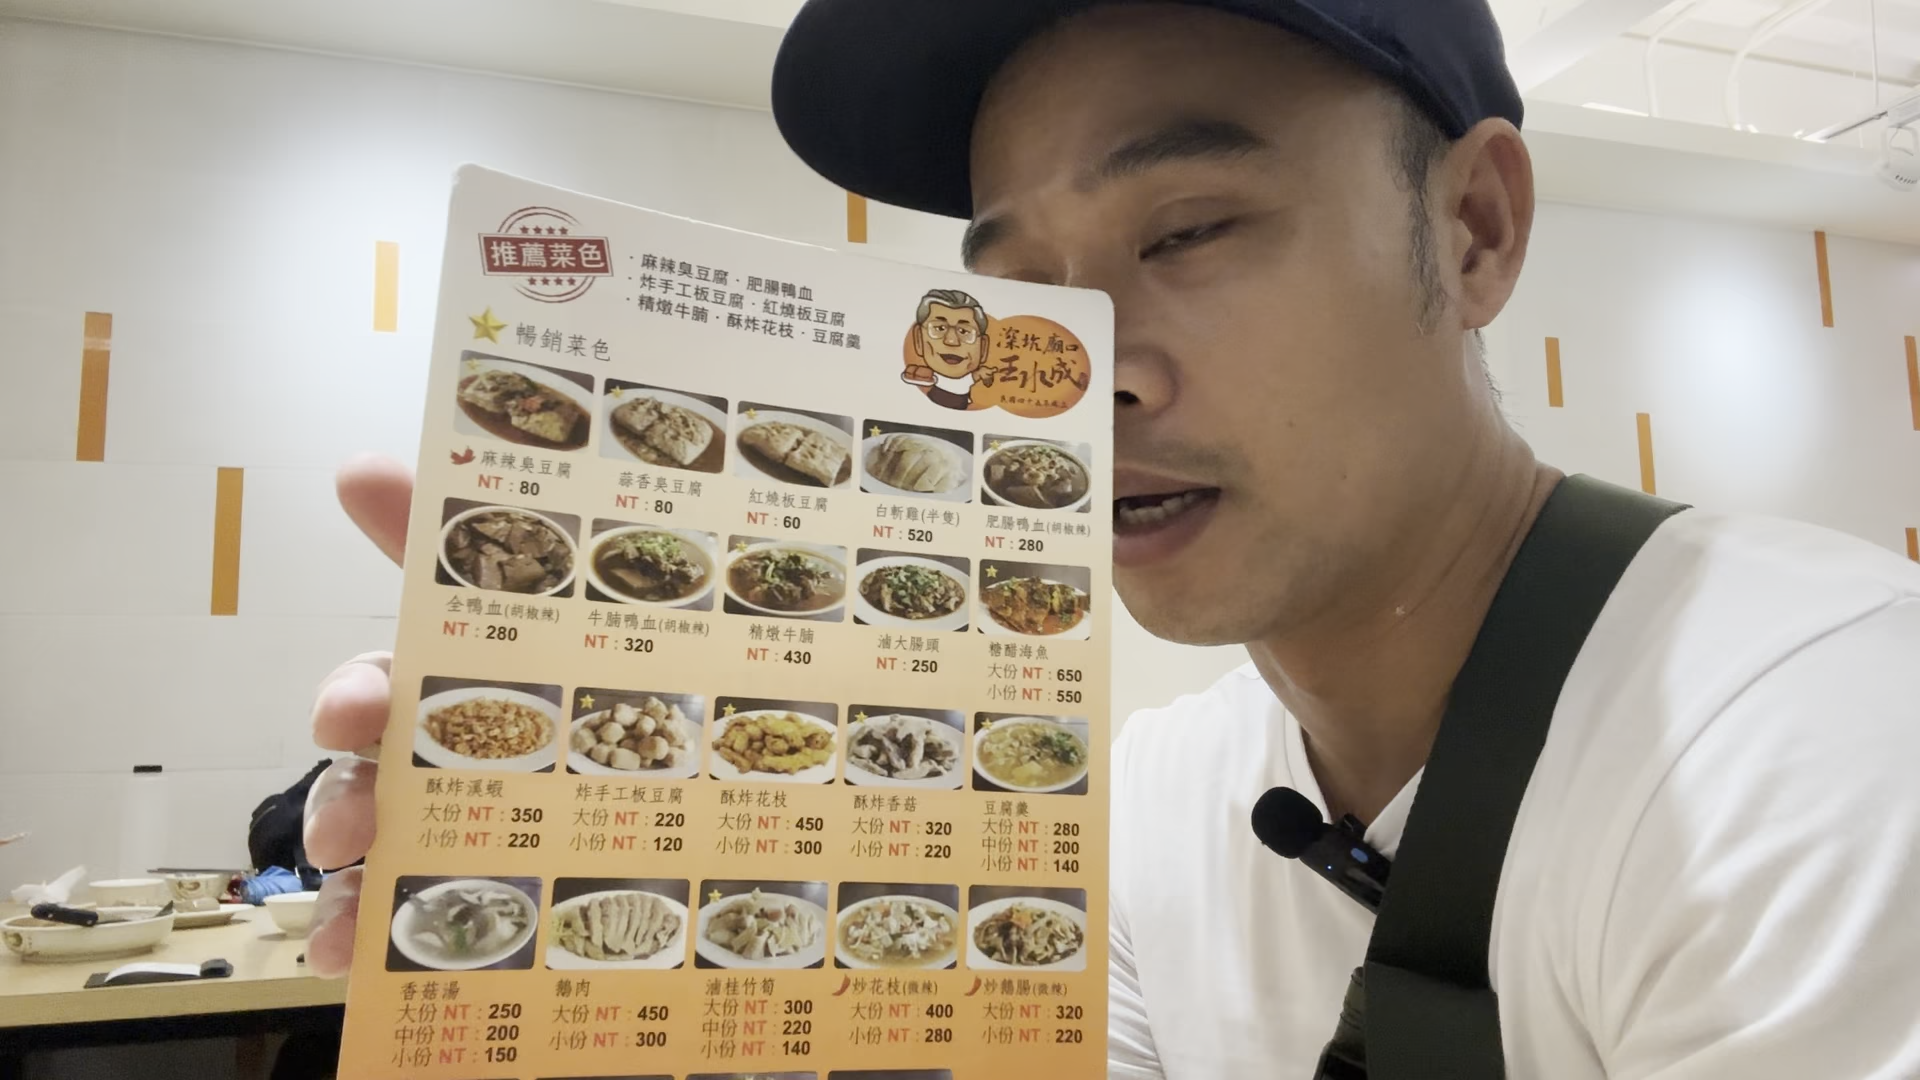 推薦菜色
·麻辣臭豆腐·肥腸鴨血
·炸手工板豆腐·紅燒板豆腐
·精燉牛腩·酥炸花枝·豆腐羹
暢銷菜色
深坑廟口
王水成
民國四十五年成立
麻辣臭豆腐
NT:80
蒜香臭豆腐
NT:80
紅燒板豆腐
NT:60
白斬雞(半隻)
NT:520
肥腸鴨血(胡椒辣)
NT:280
全鴨血(胡椒辣)
NT:280
牛腩鴨血(胡椒辣)
NT:320
精燉牛腩
NT:430
滷大腸頭
NT:250
糖醋海魚
大份 NT:650
小份 NT:550
酥炸溪蝦
大份 NT:350
小份 NT:220
炸手工板豆腐
大份 NT:220
小份 NT:120
酥炸花枝
大份 NT:450
小份 NT:300
酥炸香菇
大份 NT:320
小份 NT:220
豆腐羹
大份 NT:280
中份 NT:200
小份 NT:140
香菇湯
大份 NT:250
中份 NT:200
小份 NT:150
鵝肉
大份 NT:450
小份 NT:300
滷桂竹筍
大份 NT:300
中份 NT:220
小份 NT:140
炒花枝(微辣)
大份 NT:400
小份 NT:280
炒鵝腸(微辣)
大份 NT:320
小份 NT:220